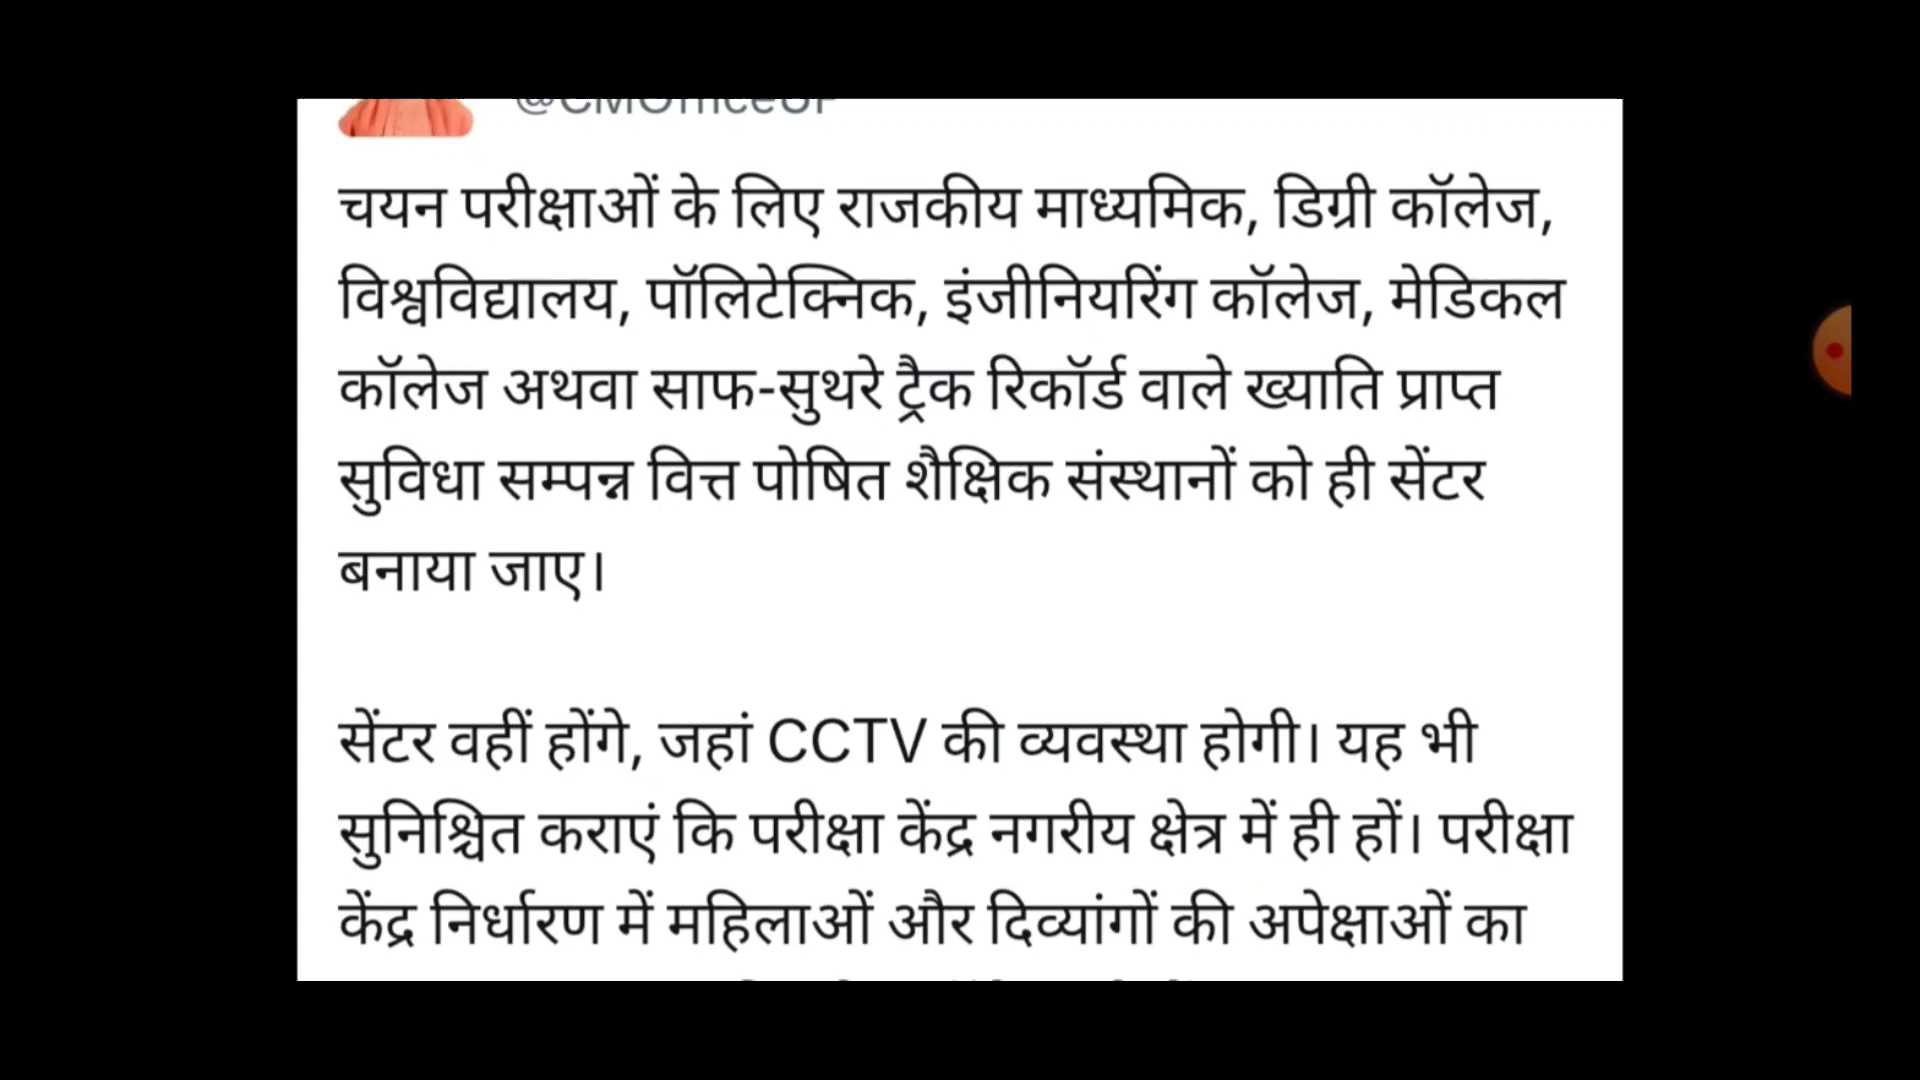 @CMOfficeUP
चयन परीक्षाओं के लिए राजकीय माध्यमिक, डिग्री कॉलेज,
विश्वविद्यालय, पॉलिटेक्निक, इंजीनियरिंग कॉलेज, मेडिकल
कॉलेज अथवा साफ-सुथरे ट्रैक रिकॉर्ड वाले ख्याति प्राप्त
सुविधा सम्पन्न वित्त पोषित शैक्षिक संस्थानों को ही सेंटर
बनाया जाए।
सेंटर वहीं होंगे, जहां CCTV की व्यवस्था होगी। यह भी
सुनिश्चित कराएं कि परीक्षा केंद्र नगरीय क्षेत्र में ही हों। परीक्षा
केंद्र निर्धारण में महिलाओं और दिव्यांगों की अपेक्षाओं का